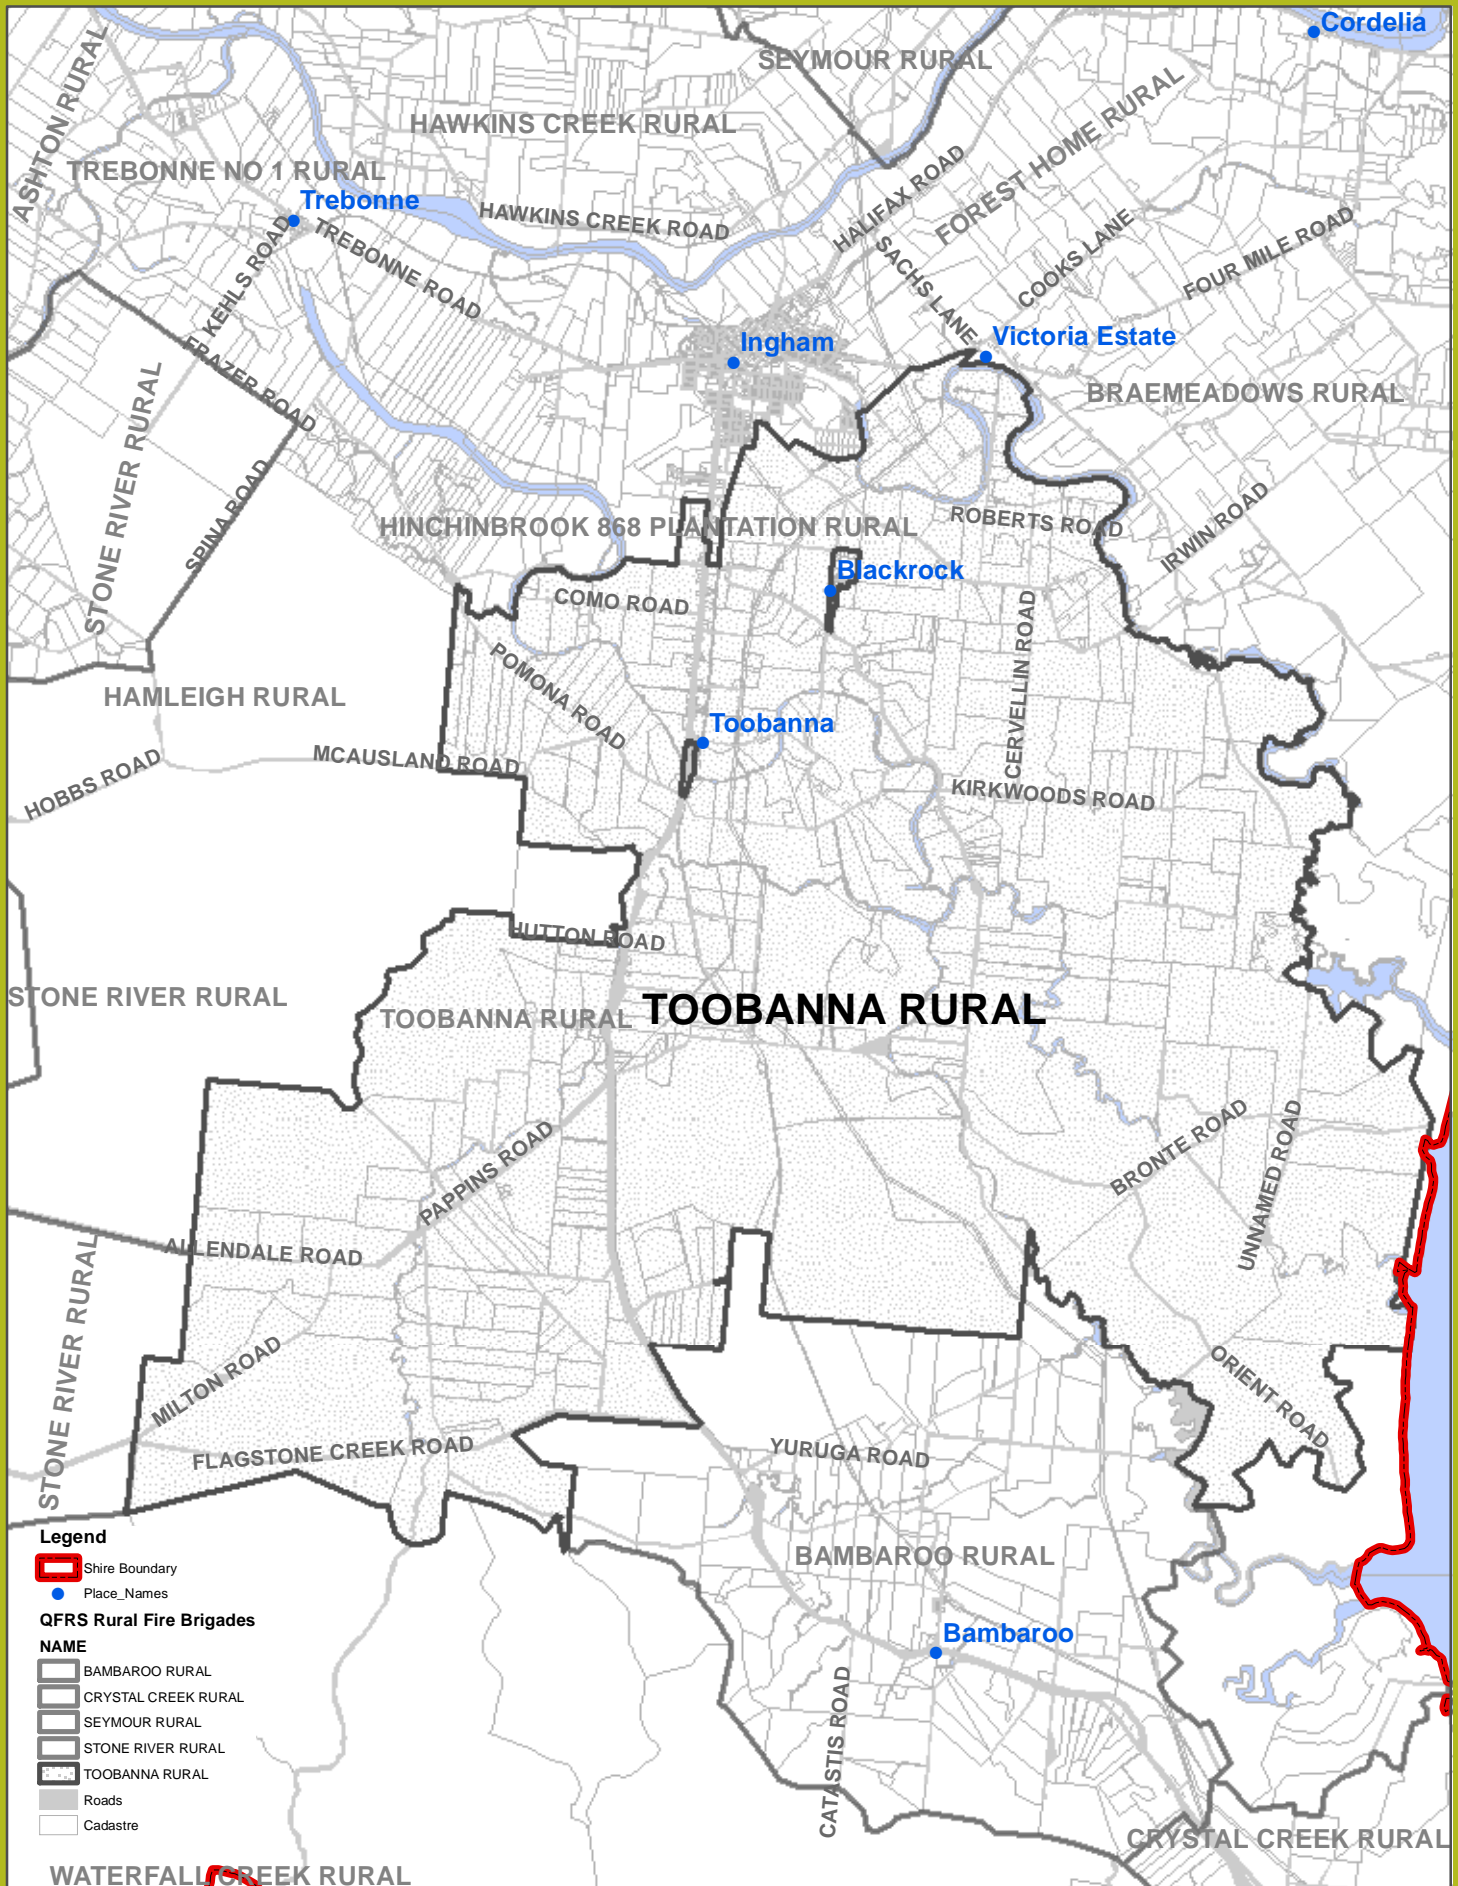 Cordelia
SEYMOUR RURAL
ASHTON RURAL
HAWKINS CREEK RURAL
FOREST HOME RURAL
TREBONNE NO 1 RURAL
Trebonne
HAWKINS CREEK ROAD
HALIFAX ROAD
KEHLS ROAD
TREBONNE ROAD
SACHS LANE
COOKS LANE
FOUR MILE ROAD
Ingham
Victoria Estate
FRAZER ROAD
BRAEMEADOWS RURAL
STONE RIVER RURAL
SPINA ROAD
HINCHINBROOK 868 PLANTATION RURAL
ROBERTS ROAD
IRWIN ROAD
Blackrock
COMO ROAD
POMONA ROAD
CERVELLIN ROAD
HAMLEIGH RURAL
Toobanna
MCAUSLAND ROAD
HOBBS ROAD
KIRKWOODS ROAD
HUTTON ROAD
STONE RIVER RURAL
TOOBANNA RURAL
TOOBANNA RURAL
PAPPINS ROAD
BRONTE ROAD
UNNAMED ROAD
ALLENDALE ROAD
STONE RIVER RURAL
MILTON ROAD
ORIENT ROAD
FLAGSTONE CREEK ROAD
YURUGA ROAD
BAMBAROO RURAL
Bambaroo
CATASTIS ROAD
CRYSTAL CREEK RURAL
WATERFALL CREEK RURAL
Legend
Shire Boundary
Place_Names
QFRS Rural Fire Brigades
NAME
BAMBAROO RURAL
CRYSTAL CREEK RURAL
SEYMOUR RURAL
STONE RIVER RURAL
TOOBANNA RURAL
Roads
Cadastre